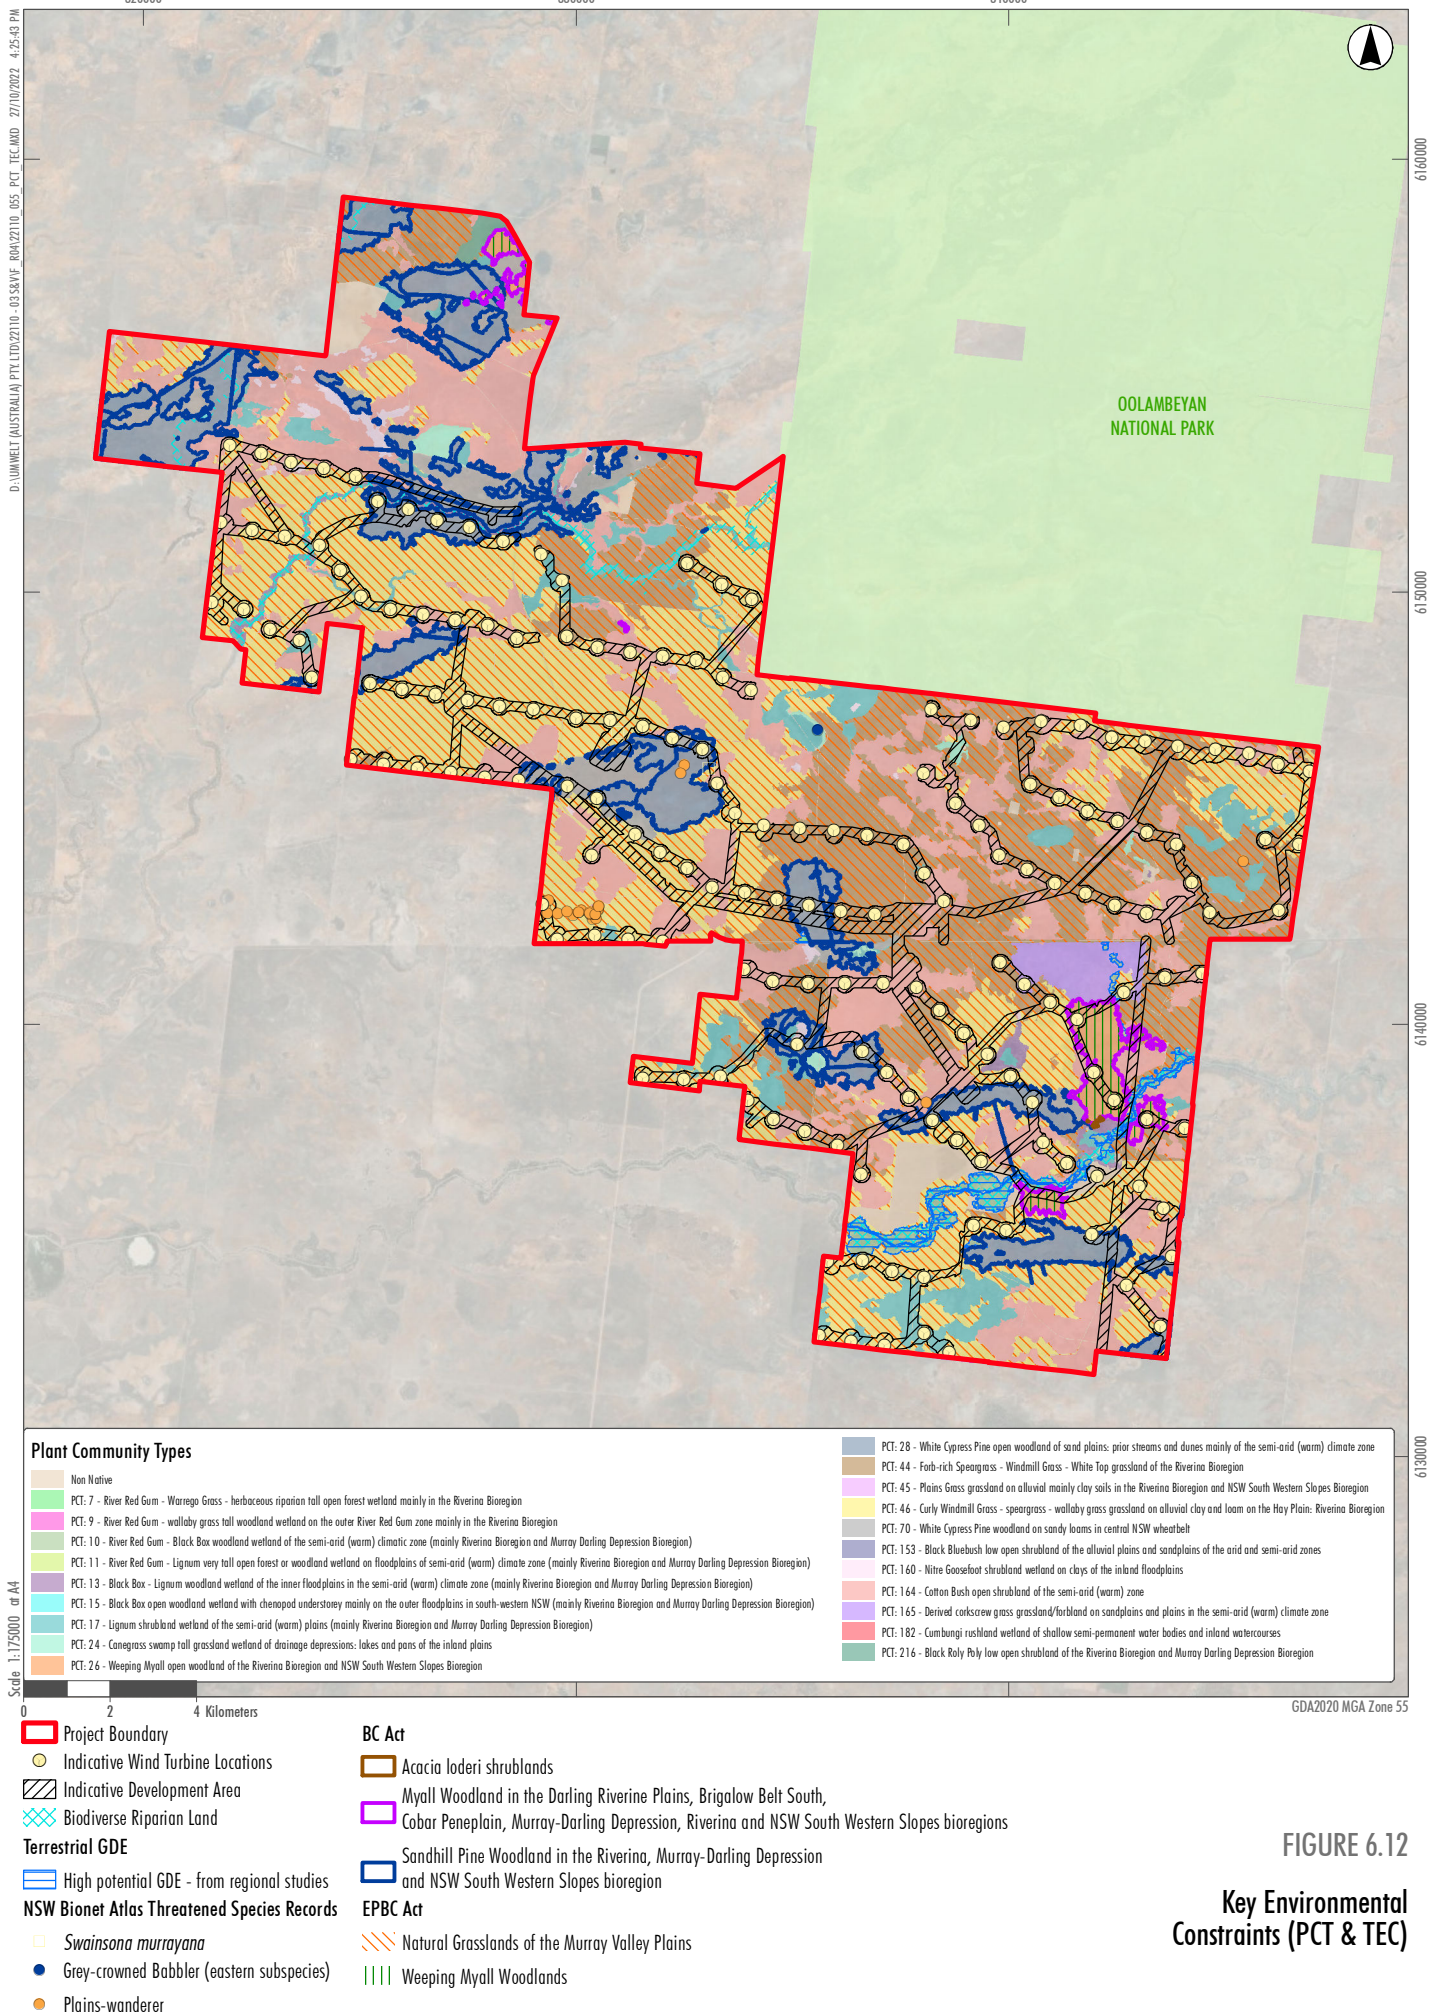 D:\UMWELT (AUSTRALIA) PTY. LTD\22110 - 03 S&V\F_R04\22110_055_PCT_TEC.MXD 27/10/2022 4:25:43 PM
6160000
OOLAMBEYAN
NATIONAL PARK
6150000
6140000
6130000
Scale 1:175000 at A4
Plant Community Types
Non Native
PCT: 7 - River Red Gum - Warrego Grass - herbaceous riparian tall open forest wetland mainly in the Riverina Bioregion
PCT: 9 - River Red Gum - wallaby grass tall woodland wetland on the outer River Red Gum zone mainly in the Riverina Bioregion
PCT: 10 - River Red Gum - Black Box woodland wetland of the semi-arid (warm) climatic zone (mainly Riverina Bioregion and Murray Darling Depression Bioregion)
PCT: 11 - River Red Gum - Lignum very tall open forest or woodland wetland on floodplains of semi-arid (warm) climate zone (mainly Riverina Bioregion and Murray Darling Depression Bioregion)
PCT: 13 - Black Box - Lignum woodland wetland of the inner floodplains in the semi-arid (warm) climate zone (mainly Riverina Bioregion and Murray Darling Depression Bioregion)
PCT: 15 - Black Box open woodland wetland with chenopod understorey mainly on the outer floodplains in south-western NSW (mainly Riverina Bioregion and Murray Darling Depression Bioregion)
PCT: 17 - Lignum shrubland wetland of the semi-arid (warm) plains (mainly Riverina Bioregion and Murray Darling Depression Bioregion)
PCT: 24 - Canegrass swamp tall grassland wetland of drainage depressions: lakes and pans of the inland plains
PCT: 26 - Weeping Myall open woodland of the Riverina Bioregion and NSW South Western Slopes Bioregion
PCT: 28 - White Cypress Pine open woodland of sand plains: prior streams and dunes mainly of the semi-arid (warm) climate zone
PCT: 44 - Forb-rich Speargrass - Windmill Grass - White Top grassland of the Riverina Bioregion
PCT: 45 - Plains Grass grassland on alluvial mainly clay soils in the Riverina Bioregion and NSW South Western Slopes Bioregion
PCT: 46 - Curly Windmill Grass - speargrass - wallaby grass grassland on alluvial clay and loam on the Hay Plain: Riverina Bioregion
PCT: 70 - White Cypress Pine woodland on sandy loams in central NSW wheatbelt
PCT: 153 - Black Bluebush low open shrubland of the alluvial plains and sandplains of the arid and semi-arid zones
PCT: 160 - Nitre Goosefoot shrubland wetland on clays of the inland floodplains
PCT: 164 - Cotton Bush open shrubland of the semi-arid (warm) zone
PCT: 165 - Derived corkscrew grass grassland/forbland on sandplains and plains in the semi-arid (warm) climate zone
PCT: 182 - Cumbungi rushland wetland of shallow semi-permanent water bodies and inland watercourses
PCT: 216 - Black Roly Poly low open shrubland of the Riverina Bioregion and Murray Darling Depression Bioregion
0 2 4 Kilometers
GDA2020 MGA Zone 55
Project Boundary
Indicative Wind Turbine Locations
Indicative Development Area
Biodiverse Riparian Land
Terrestrial GDE
High potential GDE - from regional studies
NSW Bionet Atlas Threatened Species Records
Swainsona murrayana
Grey-crowned Babbler (eastern subspecies)
Plains-wanderer
BC Act
Acacia loderi shrublands
Myall Woodland in the Darling Riverine Plains, Brigalow Belt South,
Cobar Peneplain, Murray-Darling Depression, Riverina and NSW South Western Slopes bioregions
Sandhill Pine Woodland in the Riverina, Murray-Darling Depression
and NSW South Western Slopes bioregion
EPBC Act
Natural Grasslands of the Murray Valley Plains
Weeping Myall Woodlands
FIGURE 6.12
Key Environmental
Constraints (PCT & TEC)